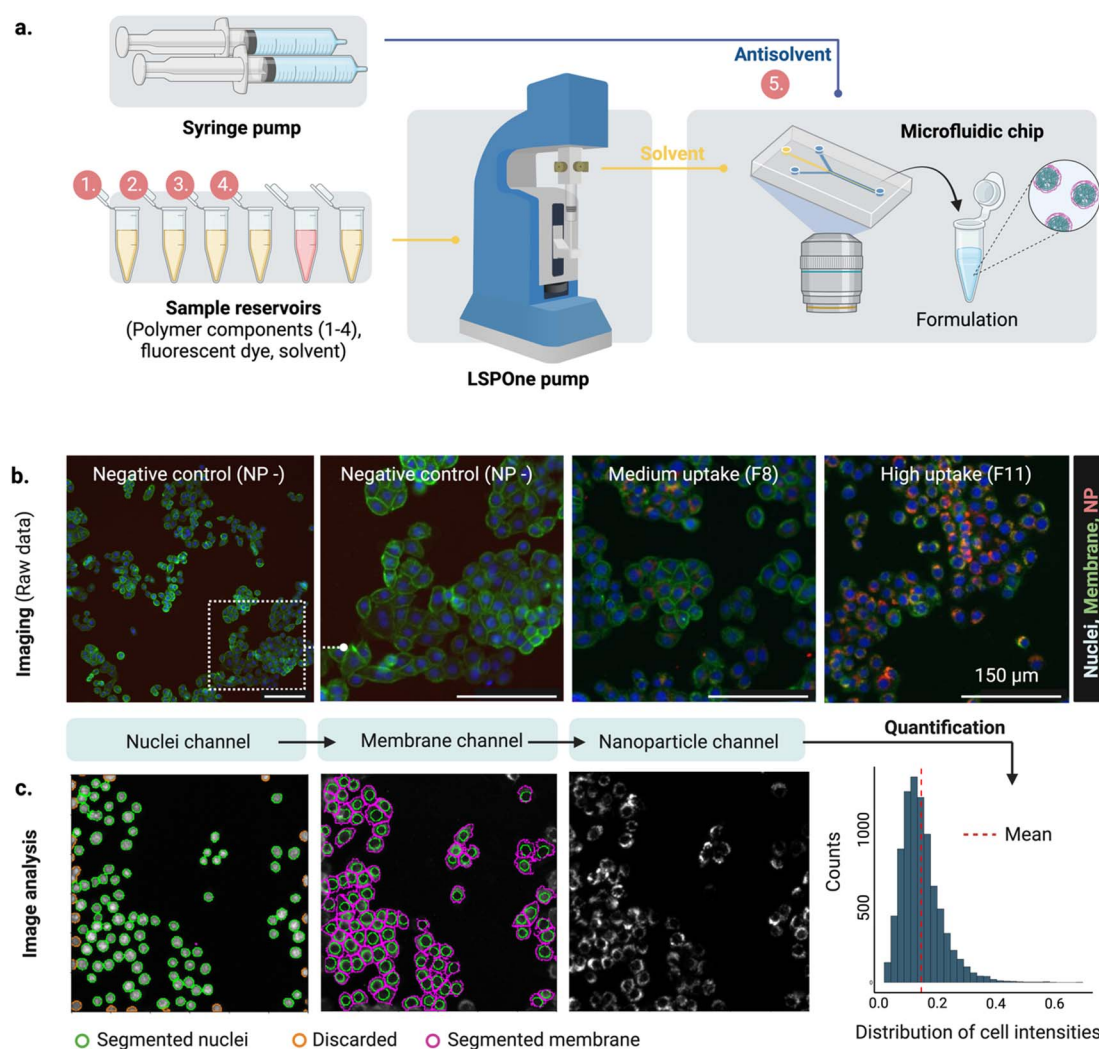 a.
Syringe pump
1.
2.
3.
4.
Sample reservoirs
(Polymer components (1-4),
fluorescent dye, solvent)
LSPOne pump
Solvent
Antisolvent
5.
Microfluidic chip
Formulation
b.
Imaging (Raw data)
Negative control (NP -)
Negative control (NP -)
Medium uptake (F8)
High uptake (F11)
150 µm
Nuclei, Membrane, NP
Nuclei channel
Membrane channel
Nanoparticle channel
Quantification
c.
Image analysis
Segmented nuclei
Discarded
Segmented membrane
Counts
1000
500
0
Mean
0.0
0.2
0.4
0.6
Distribution of cell intensities